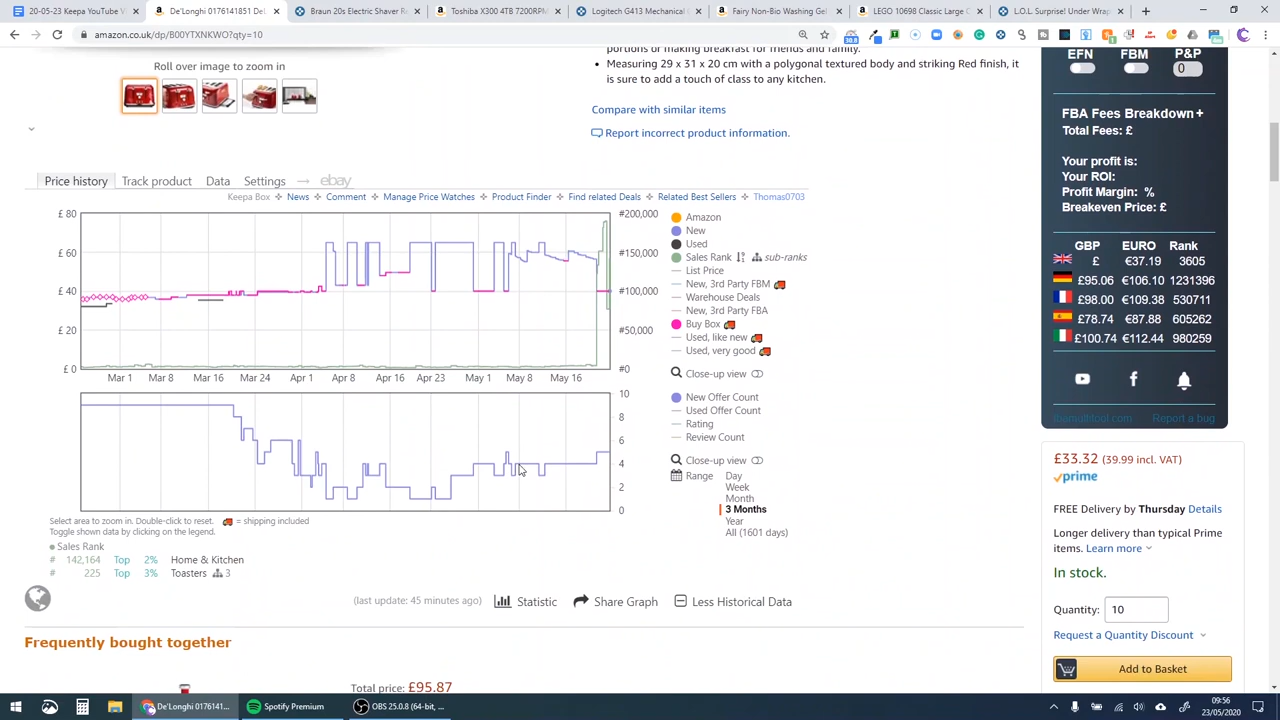 20-05-23 Keepa V
De'Longhi 0176141851 Del
Braun 20s Electric Shaver R
Toshiba X300 4TB 7200RPM
Logitech G413 Mechanical
Fairy Non-Bio Washing Gel
LEGO 10698 Classic Large C
L.O.L. Surprise! Under Wrap
amazon.co.uk/dp/B00YTXNKWO?qty=10
portions of making breakfast for friends and family.
Measuring 29 x 31 x 20 cm with a polygonal textured body and striking Red finish, it
is sure to add a touch of class to any kitchen.
Roll over image to zoom in
Compare with similar items
Report incorrect product information.
Price history Track product Data Settings → ebay
Keepa Box News Comment Manage Price Watches Product Finder Find related Deals Related Best Sellers Thomas0703
£ 80
£ 60
£ 40
£ 20
£ 0
#200,000
#150,000
#100,000
#50,000
#0
Mar 1 Mar 8 Mar 16 Mar 24 Apr 1 Apr 8 Apr 16 Apr 23 May 1 May 8 May 16
Amazon
New
Used
Sales Rank sub-ranks
List Price
New, 3rd Party FBM
Warehouse Deals
New, 3rd Party FBA
Buy Box
Used, like new
Used, very good
Close-up view
10
8
6
4
2
0
New Offer Count
Used Offer Count
Rating
Review Count
Close-up view
Range Day
Week
Month
3 Months
Year
All (1601 days)
Select area to zoom in. Double-click to reset. = shipping included
Toggle shown data by clicking on the legend.
Sales Rank
# 142,164 Top 2% Home & Kitchen
# 225 Top 3% Toasters 3
(last update: 45 minutes ago) Statistic Share Graph Less Historical Data
Frequently bought together
Total price: £95.87
EFN FBM P&P
0
FBA Fees Breakdown +
Total Fees: £
Your profit is:
Your ROI:
Profit Margin: %
Breakeven Price: £
GBP EURO Rank
£ €37.19 3605
£95.06 €106.10 1231396
£98.00 €109.38 530711
£78.74 €87.88 605262
£100.74 €112.44 980259
fbamultitool.com Report a bug
£33.32 (39.99 incl. VAT)
prime
FREE Delivery by Thursday Details
Longer delivery than typical Prime
items. Learn more
In stock.
Quantity: 10
Request a Quantity Discount
Add to Basket
De'Longhi 0176141...
Spotify Premium
OBS 25.0.8 (64-bit, ...
09:56
23/05/2020